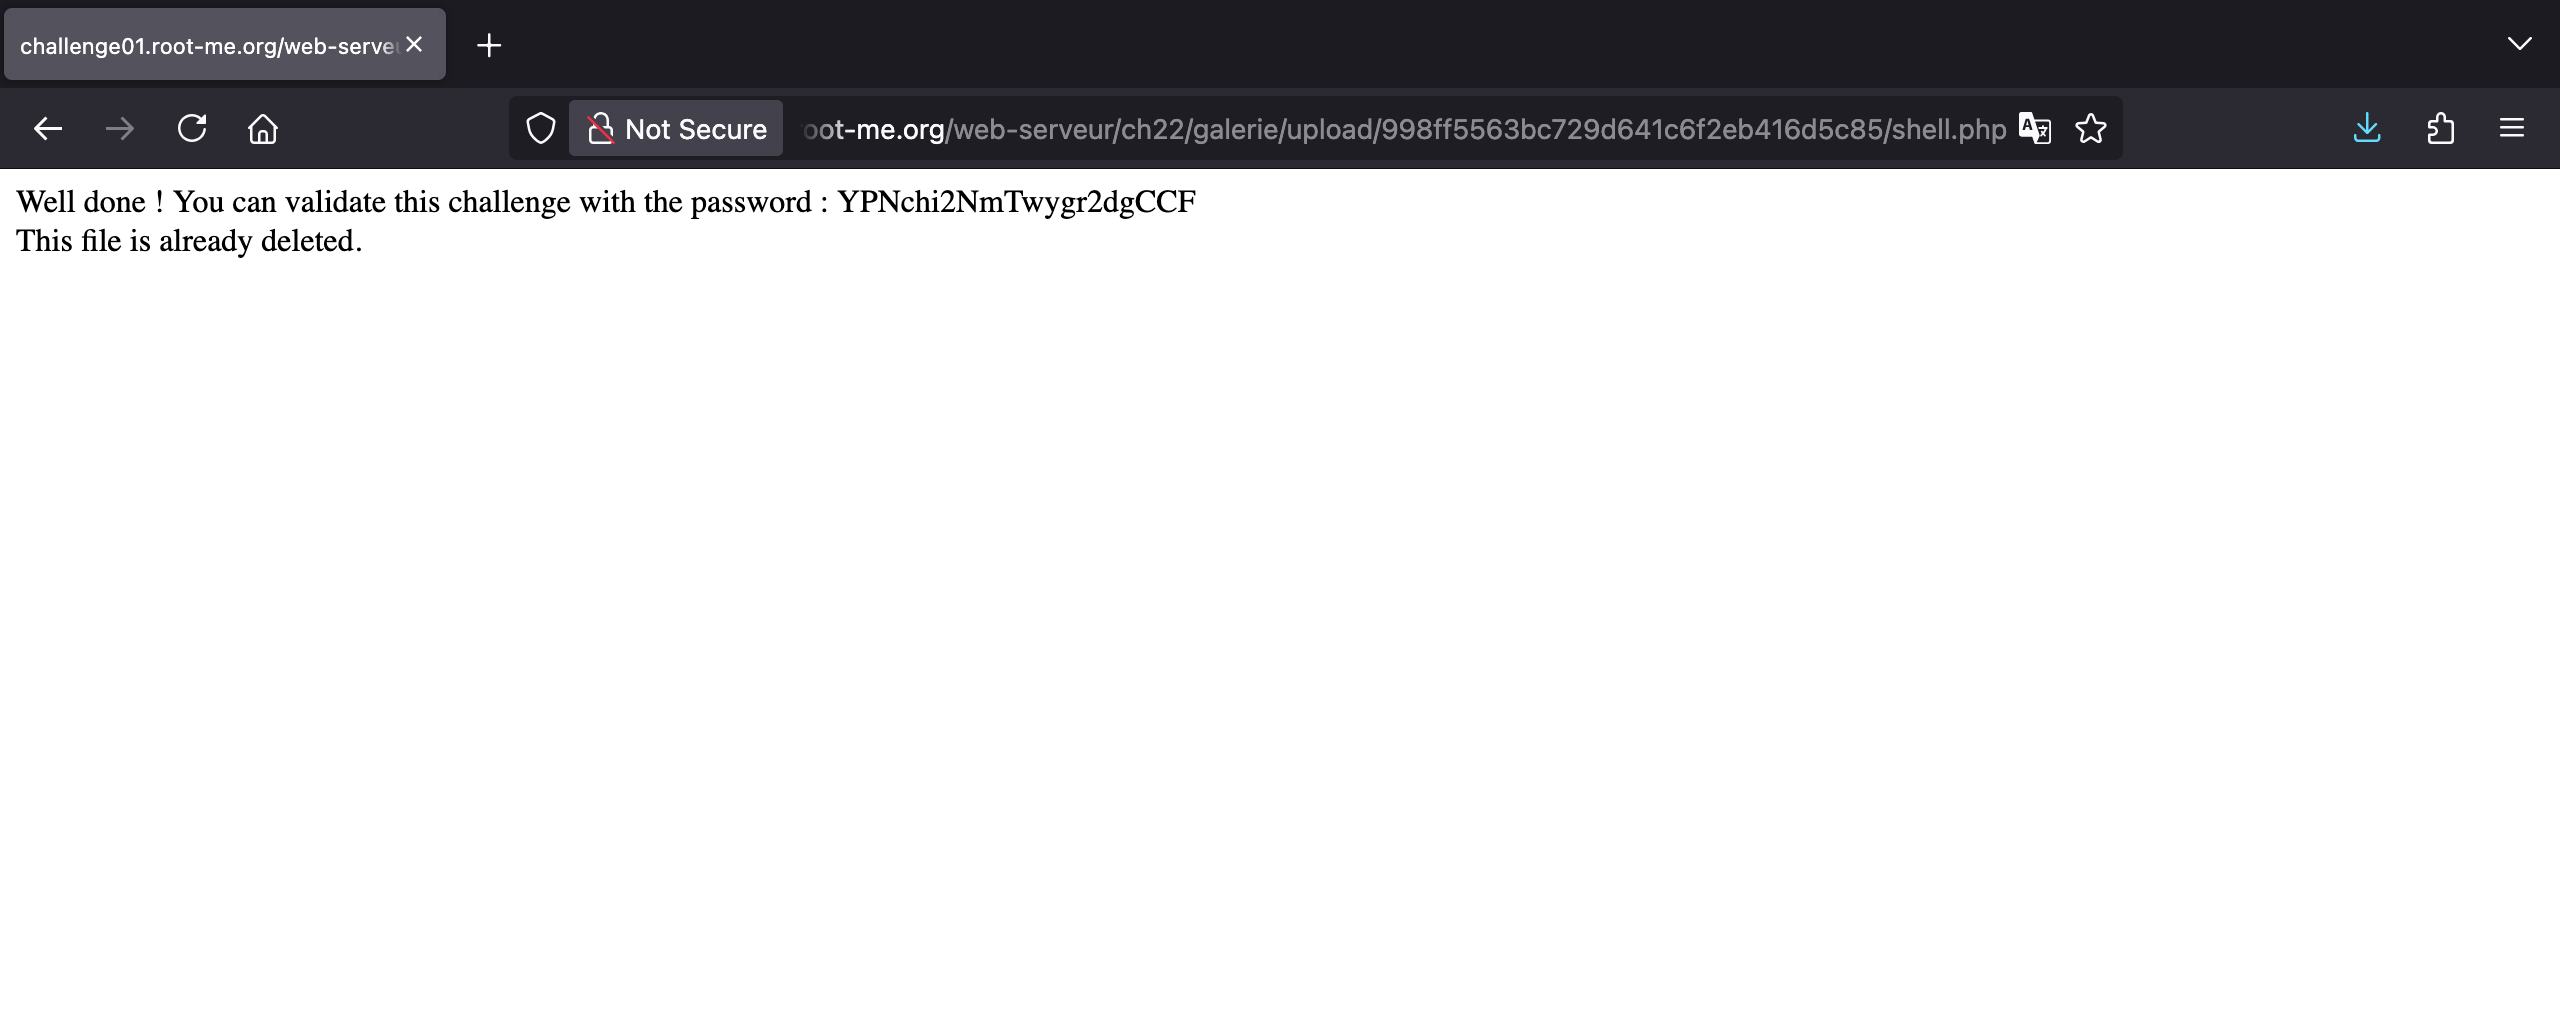 challenge01.root-me.org/web-serveu
Not Secure
oot-me.org/web-serveur/ch22/galerie/upload/998ff5563bc729d641c6f2eb416d5c85/shell.php
Well done ! You can validate this challenge with the password : YPNchi2NmTwygr2dgCCF
This file is already deleted.